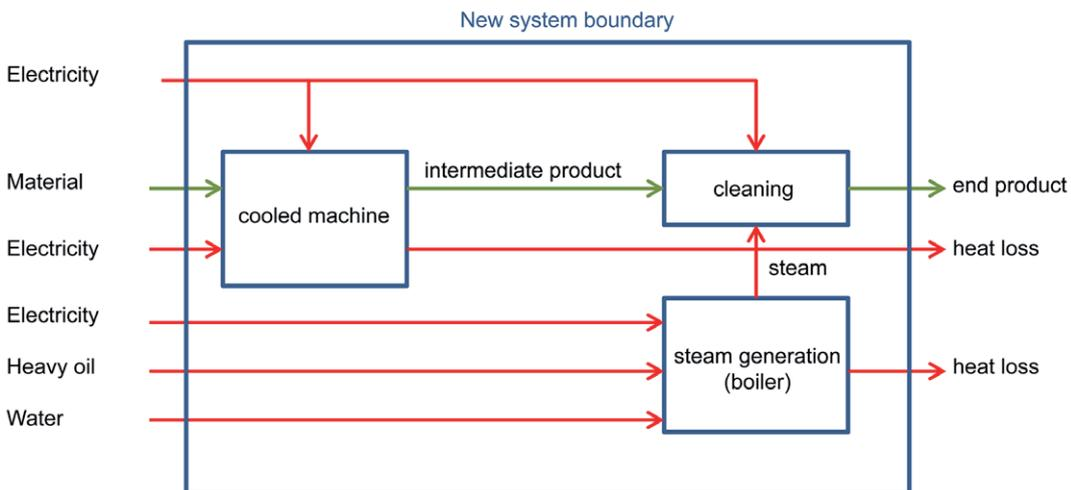 New system boundary
Electricity
Material
intermediate product
cleaning
end product
cooled machine
Electricity
heat loss
steam
Electricity
steam generation
(boiler)
Heavy oil
heat loss
Water